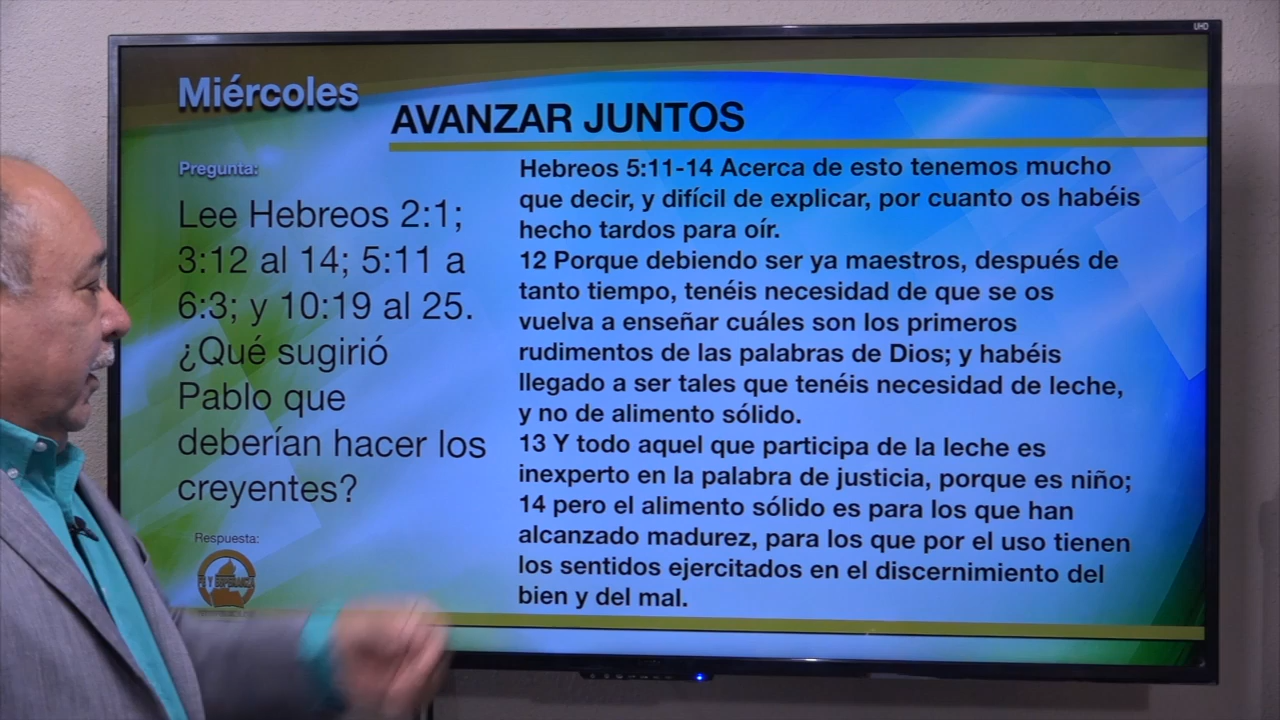 UHD
Miércoles
AVANZAR JUNTOS
Pregunta:
Lee Hebreos 2:1;
3:12 al 14; 5:11 a
6:3; y 10:19 al 25.
¿Qué sugirió
Pablo que
deberían hacer los
creyentes?
Respuesta:
FE Y ESPERANZA
Hebreos 5:11-14 Acerca de esto tenemos mucho
que decir, y difícil de explicar, por cuanto os habéis
hecho tardos para oír.
12 Porque debiendo ser ya maestros, después de
tanto tiempo, tenéis necesidad de que se os
vuelva a enseñar cuáles son los primeros
rudimentos de las palabras de Dios; y habéis
llegado a ser tales que tenéis necesidad de leche,
y no de alimento sólido.
13 Y todo aquel que participa de la leche es
inexperto en la palabra de justicia, porque es niño;
14 pero el alimento sólido es para los que han
alcanzado madurez, para los que por el uso tienen
los sentidos ejercitados en el discernimiento del
bien y del mal.